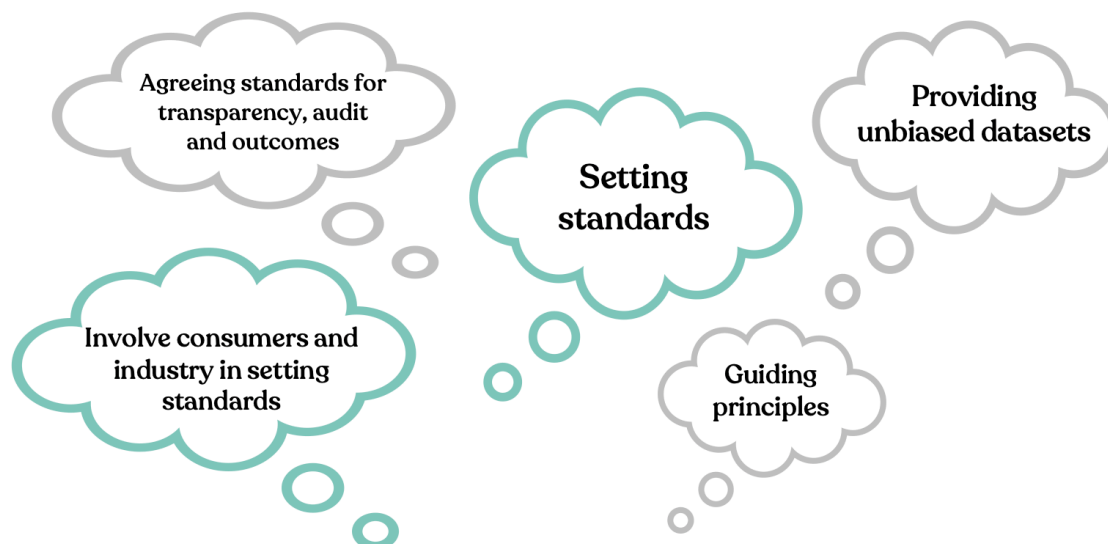 Agreeing standards for
transparency, audit
and outcomes
Setting
standards
Providing
unbiased datasets
Involve consumers and
industry in setting
standards
Guiding
principles